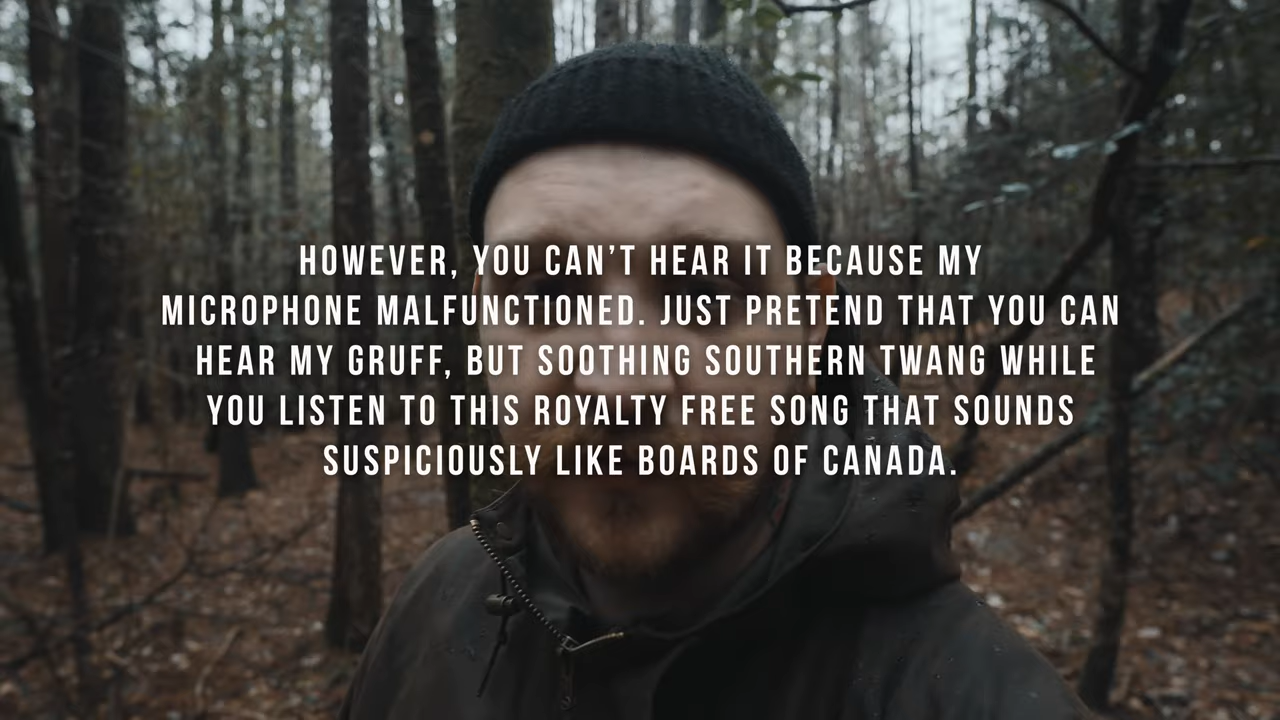 HOWEVER, YOU CAN'T HEAR IT BECAUSE MY
MICROPHONE MALFUNCTIONED. JUST PRETEND THAT YOU CAN
HEAR MY GRUFF, BUT SOOTHING SOUTHERN TWANG WHILE
YOU LISTEN TO THIS ROYALTY FREE SONG THAT SOUNDS
SUSPICIOUSLY LIKE BOARDS OF CANADA.